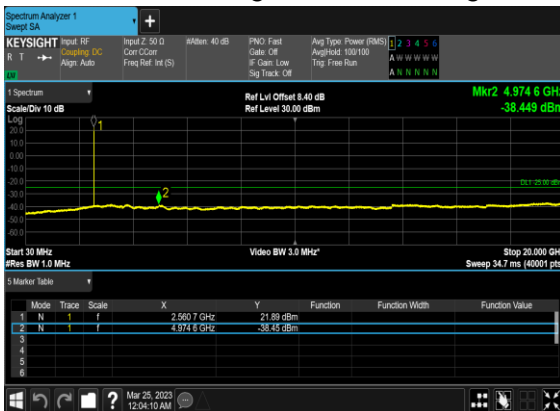 Spectrum Analyzer 1
Swept SA
+
KEYSIGHT Input: RF Input Z: 50 Ω #Atten: 40 dB PNO: Fast Avg Type: Power (RMS) 1 2 3 4 5 6
R T Coupling: DC Corr CCorr Gate: Off Avg|Hold: 100/100 A W W W W W
Align: Auto Freq Ref: Int (S) IF Gain: Low Trig: Free Run
Sig Track: Off A N N N N N
LV
1 Spectrum Ref Lvl Offset 8.40 dB Mkr2 4.974 6 GHz
Scale/Div 10 dB Ref Level 30.00 dBm -38.449 dBm
Log
20.0
10.0
0.00
-10.0
-20.0
-30.0
-40.0
-50.0
-60.0
1
2
DL1 -25.00 dBm
Start 30 MHz Video BW 3.0 MHz* Stop 20.000 GH
#Res BW 1.0 MHz Sweep 34.7 ms (40001 pts
5 Marker Table
Mode Trace Scale X Y Function Function Width Function Value
1 N 1 f 2.560 7 GHz 21.89 dBm
2 N 1 f 4.974 6 GHz -38.45 dBm
3
4
5
6
? Mar 25, 2023
12:04:10 AM